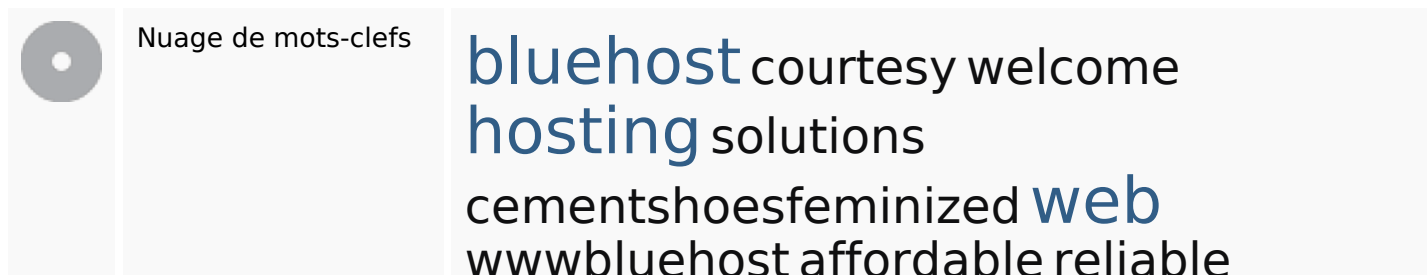 Nuage de mots-clefs
bluehost courtesy welcome
hosting solutions
cementshoesfeminized web
wwwbluehost affordable reliable